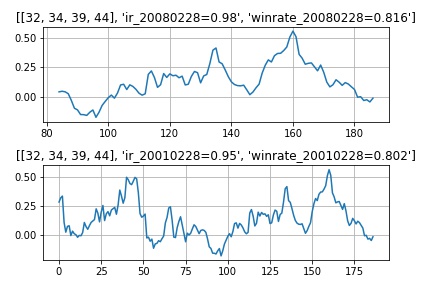 [[32, 34, 39, 44], 'ir_20080228=0.98', 'winrate_20080228=0.816']
0.50
0.25
0.00
80 100 120 140 160 180
[[32, 34, 39, 44], 'ir_20010228=0.95', 'winrate_20010228=0.802']
0.50
0.25
0.00
0 25 50 75 100 125 150 175